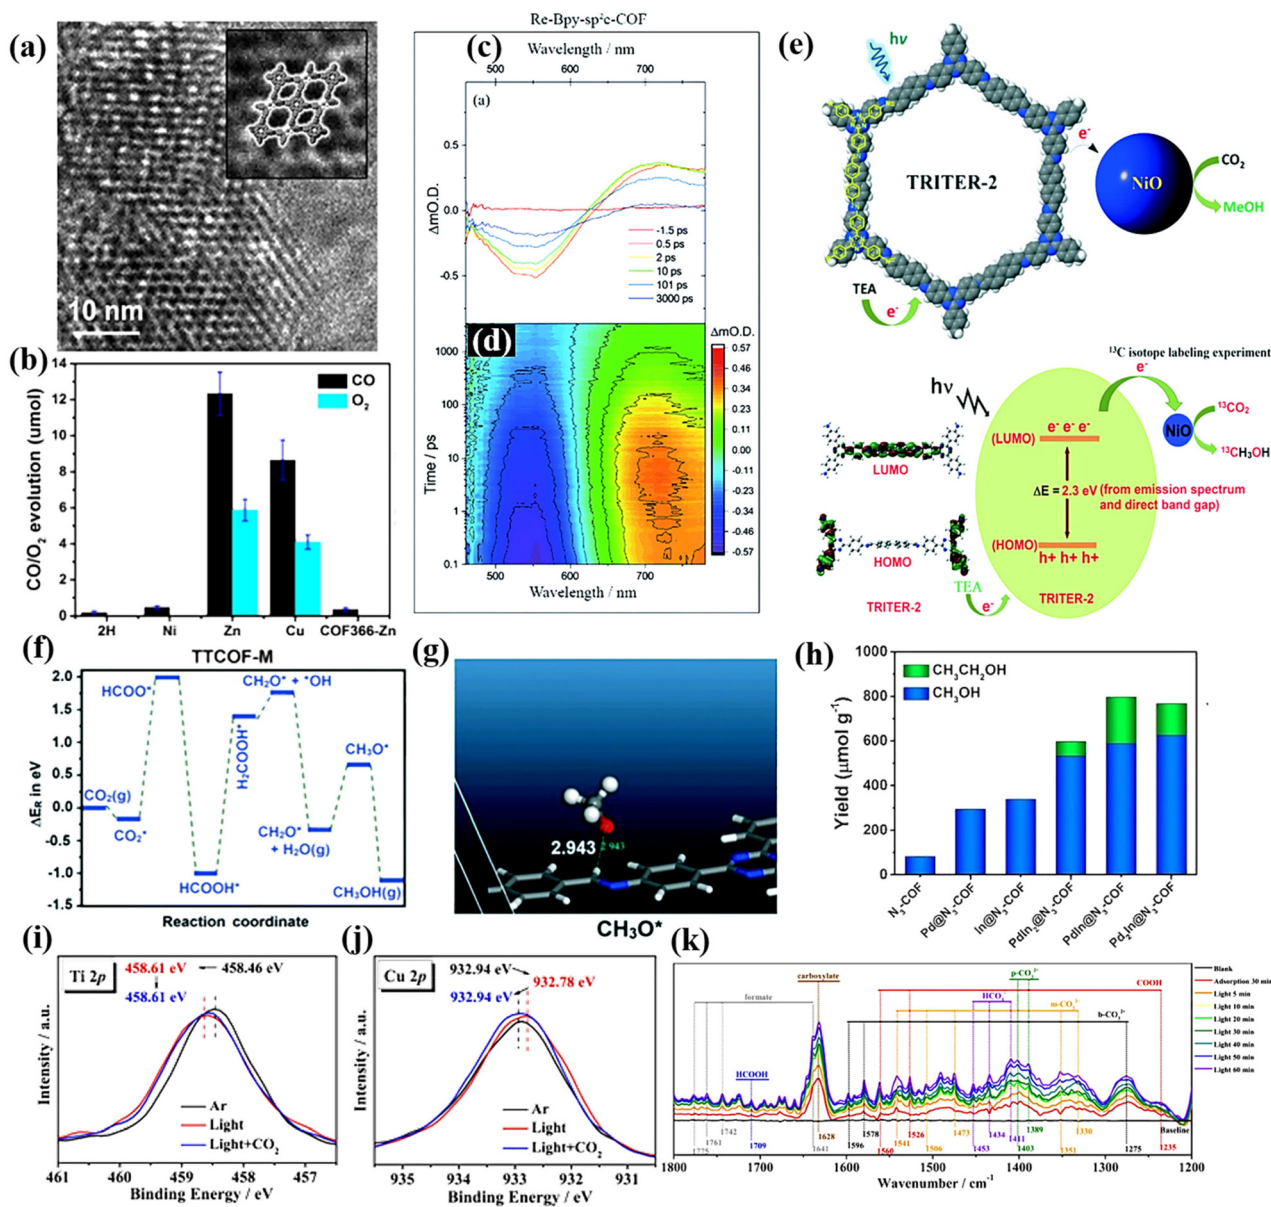 Re-Bpy-sp²c-COF
(a)
10 nm
(b)
CO/O₂ evolution (umol)
14
12
10
8
6
4
2
0
CO
O₂
2H
Ni
Zn
Cu
COF366-Zn
TTCOF-M
(c)
Wavelength / nm
500
600
700
(a)
ΔmO.D.
0.5
0.0
-0.5
-1.5 ps
0.5 ps
2 ps
10 ps
101 ps
3000 ps
(d)
Time / ps
1000
100
10
1
0.1
500
600
700
Wavelength / nm
ΔmO.D.
0.57
0.46
0.35
0.24
0.13
0.00
-0.11
-0.24
-0.35
-0.46
-0.57
(e)
hν
TRITER-2
e⁻
NiO
CO₂
MeOH
TEA
e⁻
¹³C isotope labeling experiment
e⁻
hν
(LUMO)
e⁻ e⁻ e⁻
NiO
¹³CO₂
¹³CH₃OH
LUMO
ΔE = 2.3 eV (from emission spectrum
and direct band gap)
HOMO
(HOMO)
h+ h+ h+
TEA
e⁻
TRITER-2
TRITER-2
(f)
ΔE_R in eV
2.0
1.5
1.0
0.5
0.0
-0.5
-1.0
-1.5
CO₂(g)
CO₂*
HCOO*
HCOOH*
H₂COOH*
CH₂O* + *OH
CH₂O*
+ H₂O(g)
CH₃O*
CH₃OH(g)
Reaction coordinate
(g)
2.943
2.943
CH₃O*
(h)
Yield (μmol g⁻¹)
1000
800
600
400
200
0
CH₃CH₂OH
CH₃OH
N₃-COF
Pd@N₃-COF
In@N₃-COF
PdIn₂@N₃-COF
PdIn@N₃-COF
Pd₂In@N₃-COF
(i)
Ti 2p
458.61 eV
458.46 eV
458.61 eV
Intensity / a.u.
Ar
Light
Light+CO₂
461
460
459
458
457
Binding Energy / eV
(j)
Cu 2p
932.94 eV
932.78 eV
932.94 eV
Intensity / a.u.
Ar
Light
Light+CO₂
935
934
933
932
931
Binding Energy / eV
(k)
carboxylate
p-CO₃²⁻
COOH
HCO₃⁻
formate
m-CO₃²⁻
b-CO₃²⁻
HCOOH
Blank
Adsorption 30 min
Light 5 min
Light 10 min
Light 20 min
Light 30 min
Light 40 min
Light 50 min
Light 60 min
Baseline
1775
1761
1742
1709
1641
1628
1596
1578
1560
1541
1526
1506
1473
1453
1434
1411
1403
1389
1351
1330
1275
1235
1800
1700
1600
1500
1400
1300
1200
Wavenumber / cm⁻¹